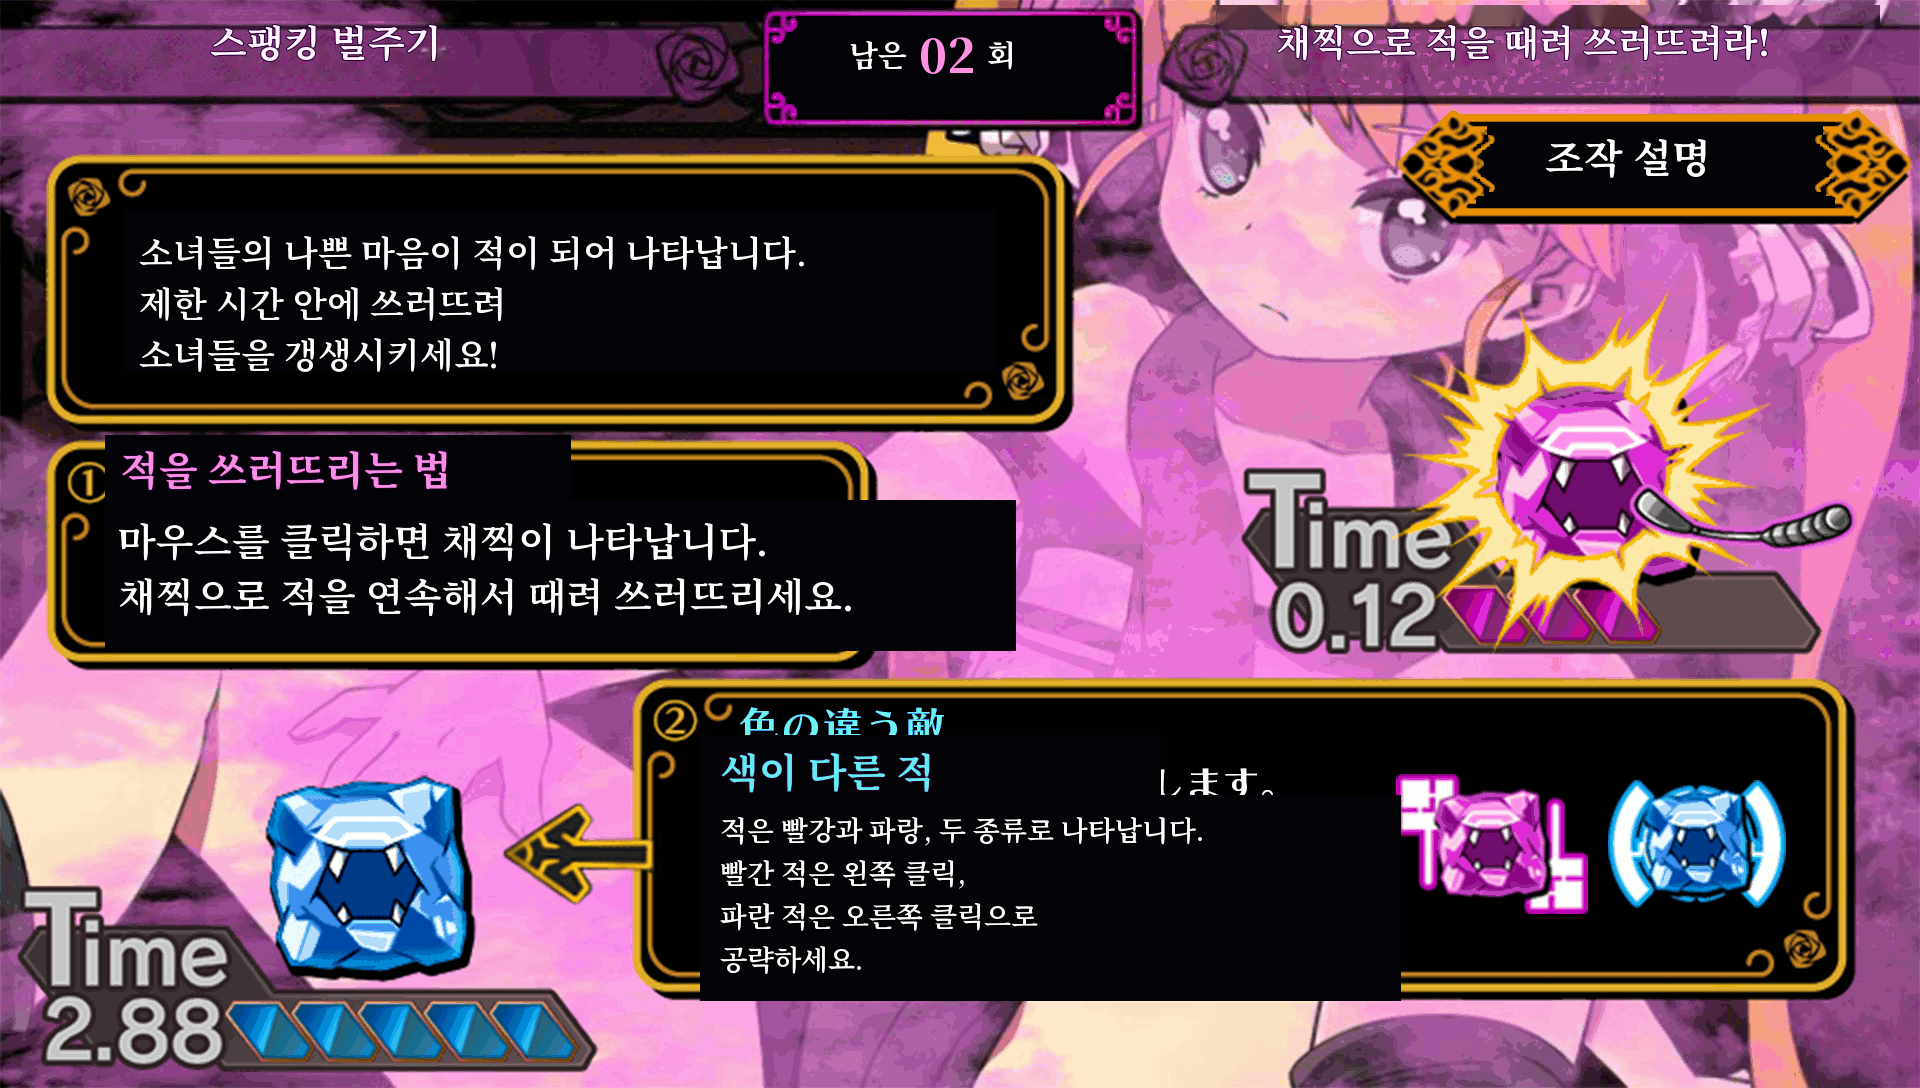 스팽킹 벌주기
남은 02 회
채찍으로 적을 때려 쓰러뜨려라!
조작 설명
소녀들의 나쁜 마음이 적이 되어 나타납니다.
제한 시간 안에 쓰러뜨려
소녀들을 갱생시키세요!
① 적을 쓰러뜨리는 법
마우스를 클릭하면 채찍이 나타납니다.
채찍으로 적을 연속해서 때려 쓰러뜨리세요.
Time
0.12
② 色の違う敵
색이 다른 적
します。
적은 빨강과 파랑, 두 종류로 나타납니다.
빨간 적은 왼쪽 클릭,
파란 적은 오른쪽 클릭으로
공략하세요.
Time
2.88